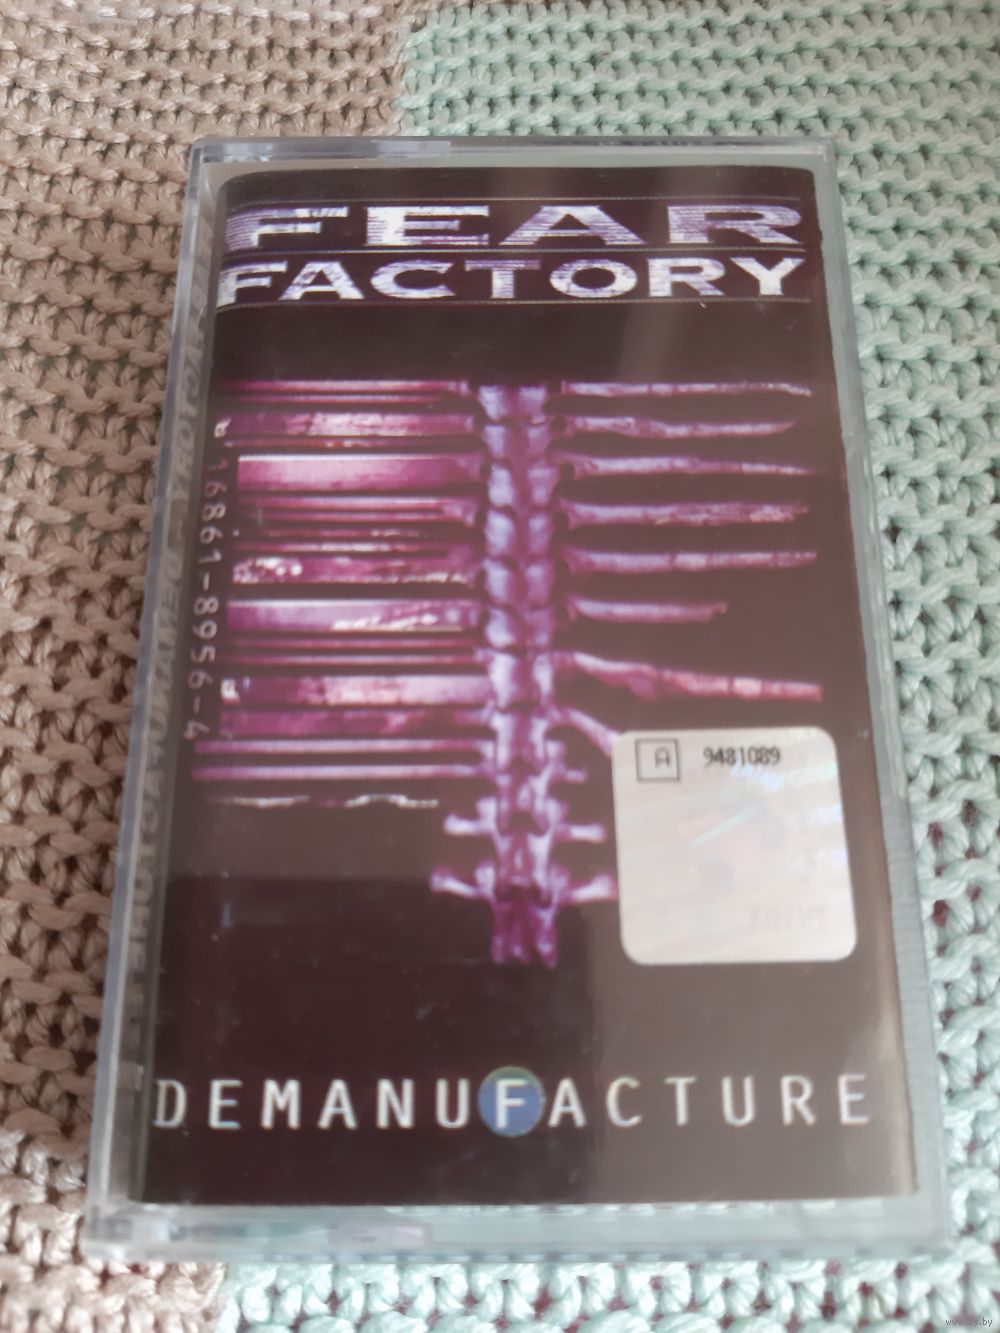 FEAR
FACTORY
16861-8956-4
A 9481089
DEMANUFACTURE